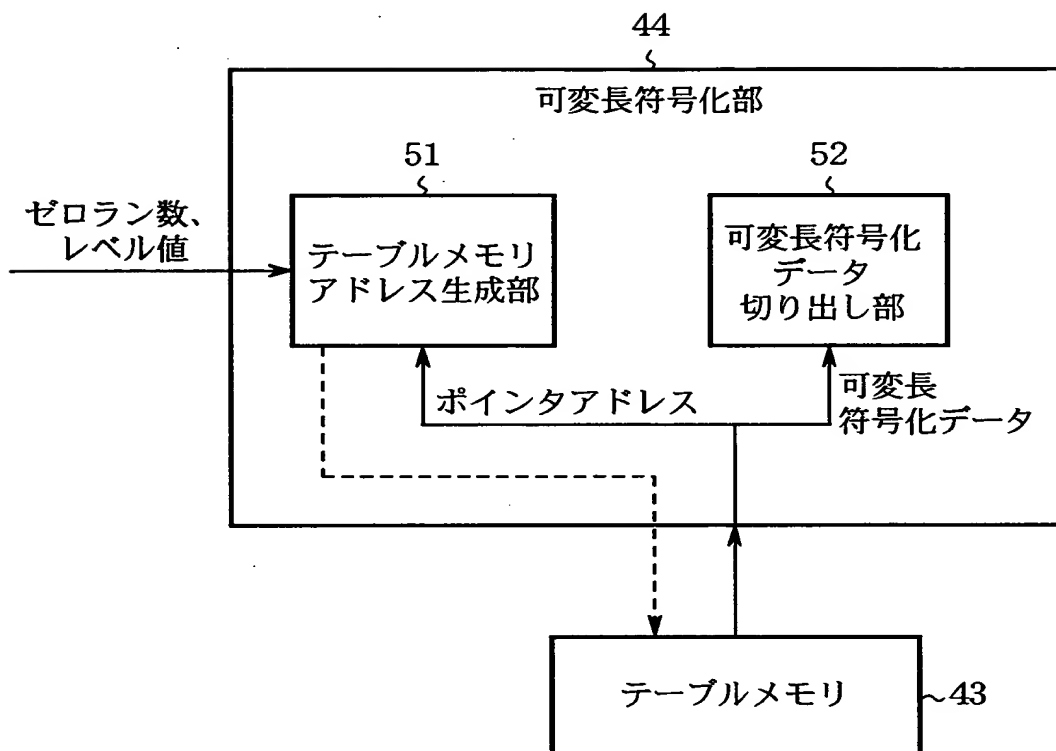 44
可変長符号化部
51
52
ゼロラン数、
レベル値
テーブルメモリ
アドレス生成部
可変長符号化
データ
切り出し部
ポインタアドレス
可変長
符号化データ
テーブルメモリ
43